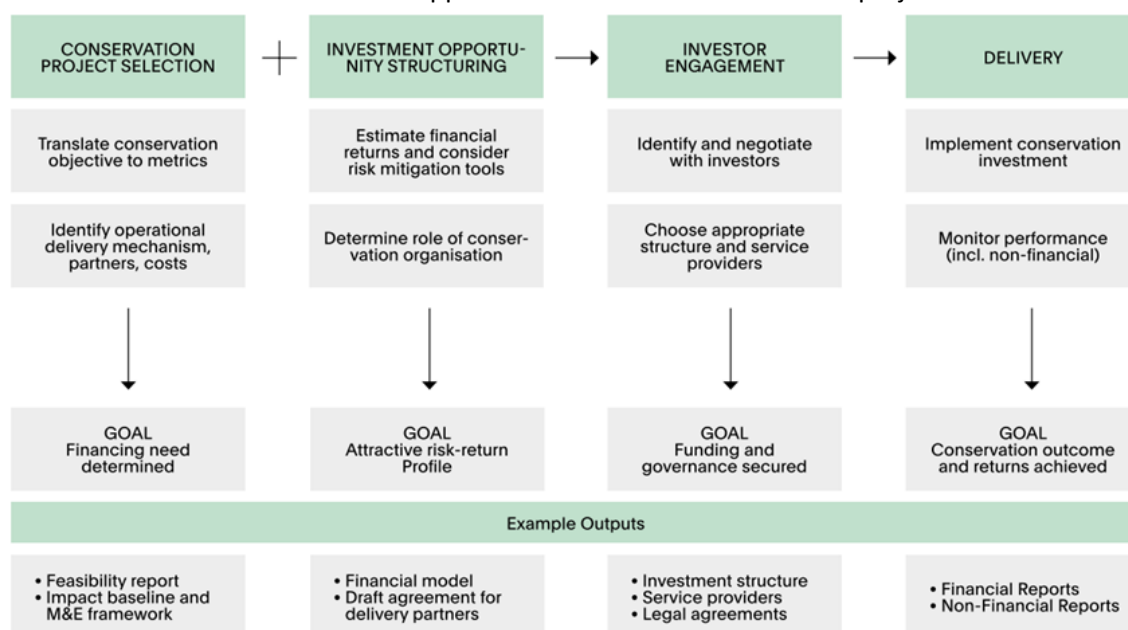 CONSERVATION
PROJECT SELECTION
INVESTMENT OPPORTU-
NITY STRUCTURING
INVESTOR
ENGAGEMENT
DELIVERY
Translate conservation
objective to metrics
Estimate financial
returns and consider
risk mitigation tools
Identify and negotiate
with investors
Implement conservation
investment
Identify operational
delivery mechanism,
partners, costs
Determine role of conser-
vation organisation
Choose appropriate
structure and service
providers
Monitor performance
(incl. non-financial)
GOAL
Financing need
determined
GOAL
Attractive risk-return
Profile
GOAL
Funding and
governance secured
GOAL
Conservation outcome
and returns achieved
Example Outputs
• Feasibility report
• Impact baseline and
M&E framework
• Financial model
• Draft agreement for
delivery partners
• Investment structure
• Service providers
• Legal agreements
• Financial Reports
• Non-Financial Reports